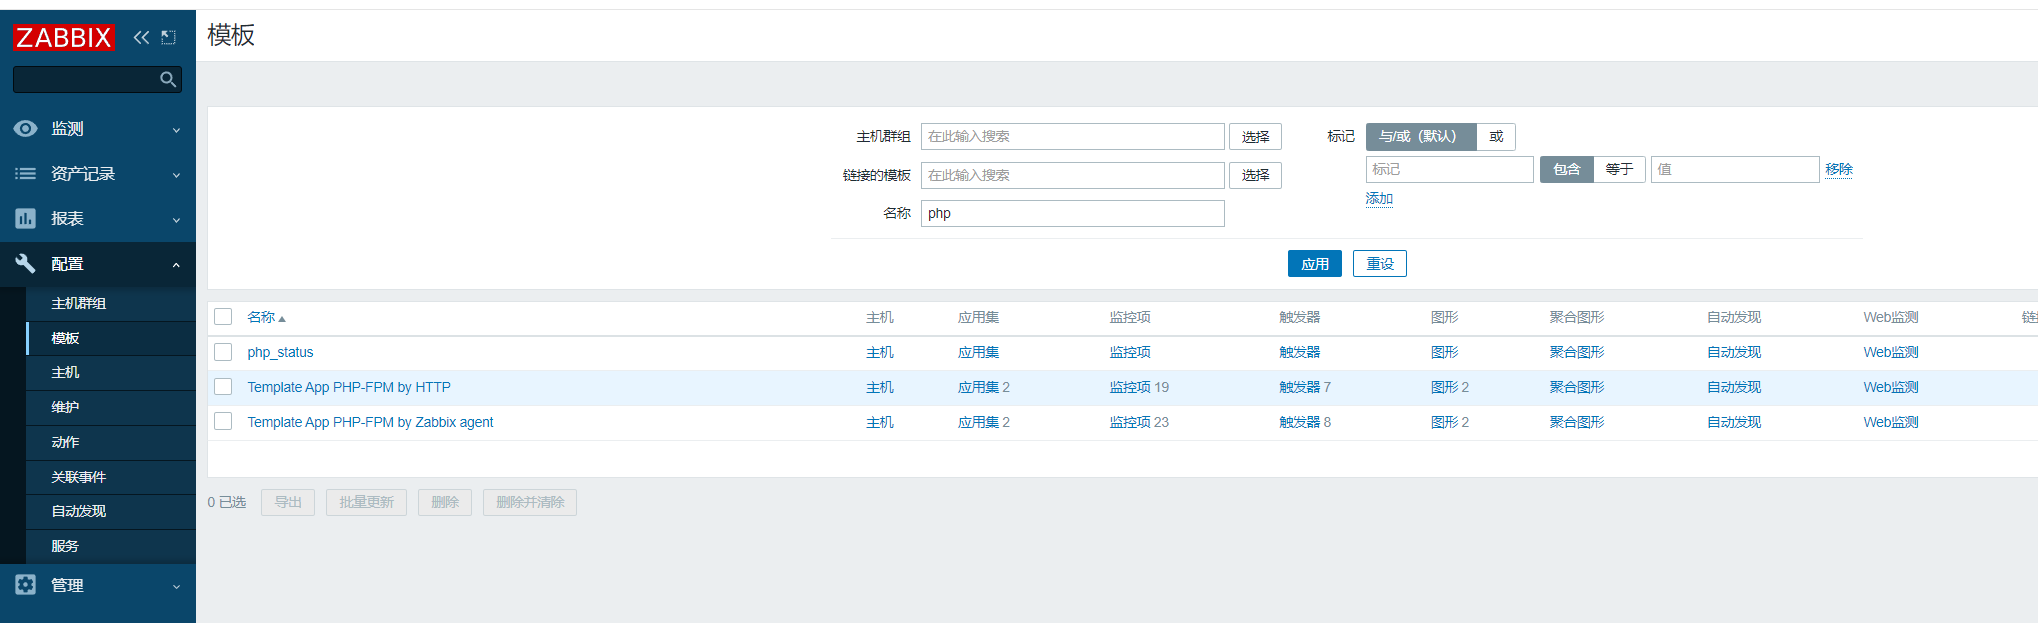 ZABBIX
模板
监测
资产记录
报表
配置
主机群组
模板
主机
维护
动作
关联事件
自动发现
服务
管理
主机群组 在此输入搜索 选择 标记 与/或（默认） 或
链接的模板 在此输入搜索 选择 标记 包含 等于 值 移除
添加
名称 php
应用 重设
名称 主机 应用集 监控项 触发器 图形 聚合图形 自动发现 Web监测
php_status 主机 应用集 监控项 触发器 图形 聚合图形 自动发现 Web监测
Template App PHP-FPM by HTTP 主机 应用集 2 监控项 19 触发器 7 图形 2 聚合图形 自动发现 Web监测
Template App PHP-FPM by Zabbix agent 主机 应用集 2 监控项 23 触发器 8 图形 2 聚合图形 自动发现 Web监测
0 已选 导出 批量更新 删除 删除并清除